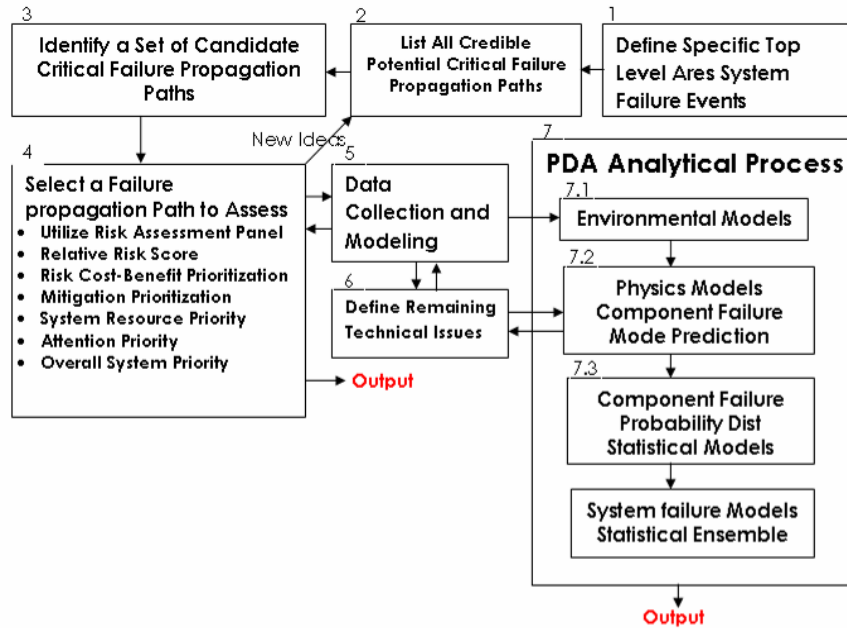 3
Identify a Set of Candidate
Critical Failure Propagation
Paths
2
List All Credible
Potential Critical Failure
Propagation Paths
1
Define Specific Top
Level Ares System
Failure Events
New Ideas
4
Select a Failure
propagation Path to Assess
• Utilize Risk Assessment Panel
• Relative Risk Score
• Risk Cost-Benefit Prioritization
• Mitigation Prioritization
• System Resource Priority
• Attention Priority
• Overall System Priority
Output
5
Data
Collection and
Modeling
6
Define Remaining
Technical Issues
7
PDA Analytical Process
7.1
Environmental Models
7.2
Physics Models
Component Failure
Mode Prediction
7.3
Component Failure
Probability Dist
Statistical Models
System failure Models
Statistical Ensemble
Output